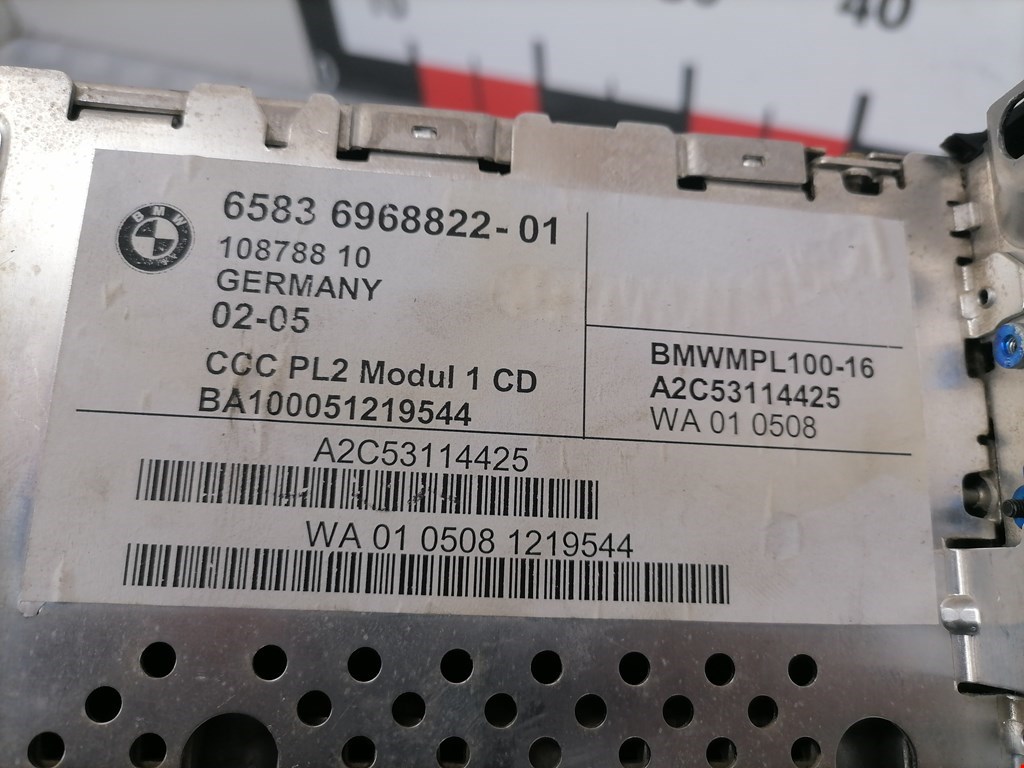 40
BMW
6583 6968822-01
108788 10
GERMANY
02-05
CCC PL2 Modul 1 CD
BA100051219544
BMWMPL100-16
A2C53114425
WA 01 0508
A2C53114425
WA 01 0508 1219544